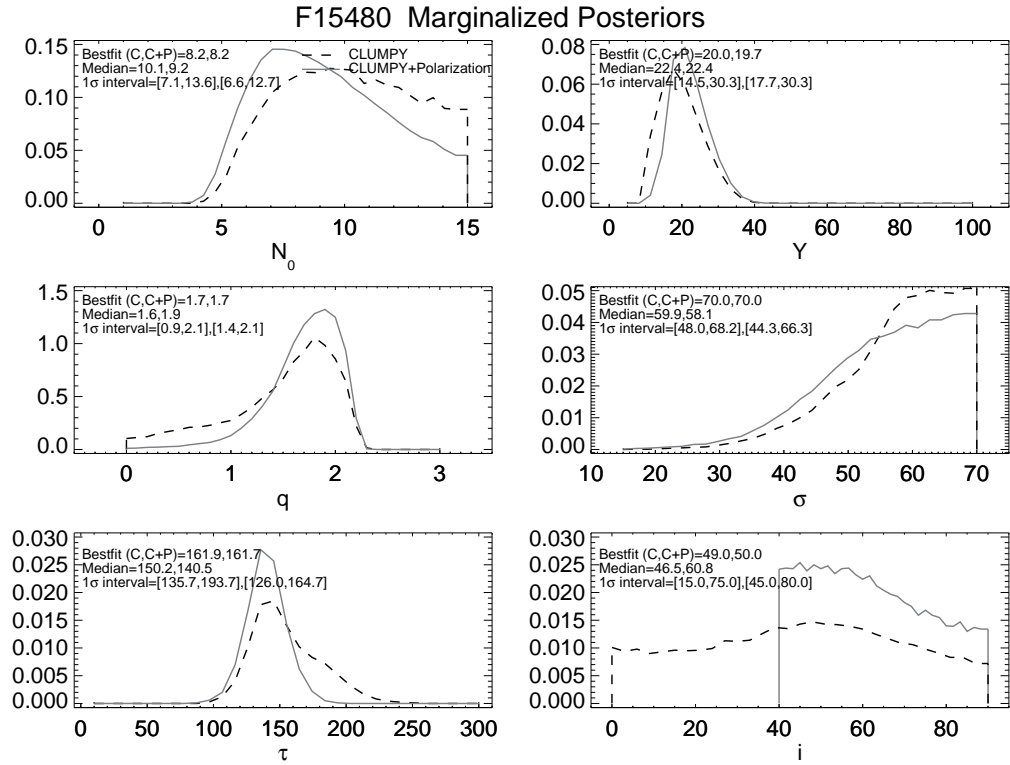 F15480 Marginalized Posteriors
Bestfit (C,C+P)=8.2,8.2
Median=10.1,9.2
1σ interval=[7.1,13.6],[6.6,12.7]
CLUMPY
CLUMPY+Polarization
0.15
0.10
0.05
0.00
0 5 10 15
N0
Bestfit (C,C+P)=20.0,19.7
Median=22.4,22.4
1σ interval=[14.5,30.3],[17.7,30.3]
0.08
0.06
0.04
0.02
0.00
0 20 40 60 80 100
Y
Bestfit (C,C+P)=1.7,1.7
Median=1.6,1.9
1σ interval=[0.9,2.1],[1.4,2.1]
1.5
1.0
0.5
0.0
0 1 2 3
q
Bestfit (C,C+P)=70.0,70.0
Median=59.9,58.1
1σ interval=[48.0,68.2],[44.3,66.3]
0.05
0.04
0.03
0.02
0.01
0.00
10 20 30 40 50 60 70
σ
Bestfit (C,C+P)=161.9,161.7
Median=150.2,140.5
1σ interval=[135.7,193.7],[126.0,164.7]
0.030
0.025
0.020
0.015
0.010
0.005
0.000
0 50 100 150 200 250 300
τ
Bestfit (C,C+P)=49.0,50.0
Median=46.5,60.8
1σ interval=[15.0,75.0],[45.0,80.0]
0.030
0.025
0.020
0.015
0.010
0.005
0.000
0 20 40 60 80
i